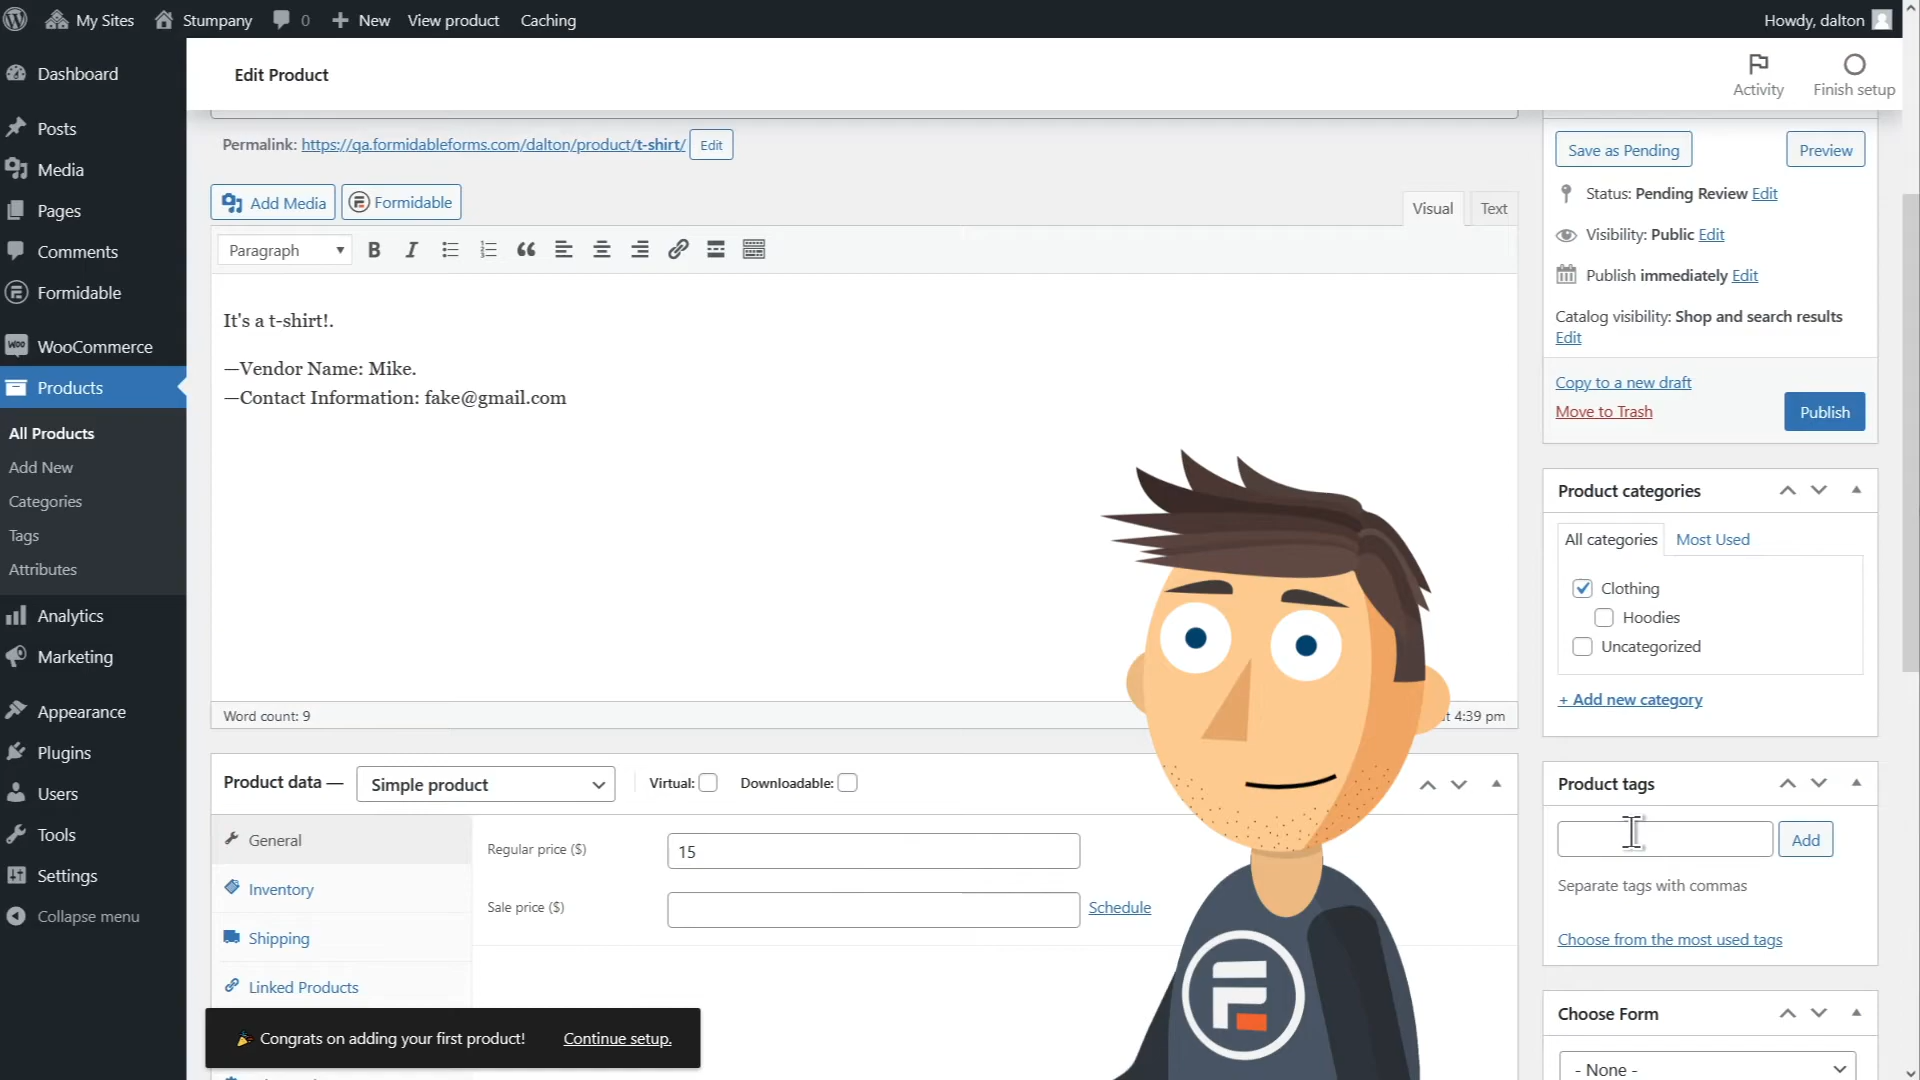 My Sites
Stumpany
0
New
View product
Caching
Howdy, dalton
Dashboard
Posts
Media
Pages
Comments
Formidable
WooCommerce
Products
All Products
Add New
Categories
Tags
Attributes
Analytics
Marketing
Appearance
Plugins
Users
Tools
Settings
Collapse menu
Edit Product
Activity
Finish setup
Permalink: https://qa.formidableforms.com/dalton/product/t-shirt/ Edit
Add Media
Formidable
Visual
Text
Paragraph
It's a t-shirt!.
—Vendor Name: Mike.
—Contact Information: fake@gmail.com
Word count: 9
4:39 pm
Product data — Simple product
Virtual:
Downloadable:
General
Inventory
Shipping
Linked Products
Regular price ($)
15
Sale price ($)
Schedule
Congrats on adding your first product!
Continue setup.
Save as Pending
Preview
Status: Pending Review Edit
Visibility: Public Edit
Publish immediately Edit
Catalog visibility: Shop and search results
Edit
Copy to a new draft
Move to Trash
Publish
Product categories
All categories
Most Used
Clothing
Hoodies
Uncategorized
+ Add new category
Product tags
Add
Separate tags with commas
Choose from the most used tags
Choose Form
- None -